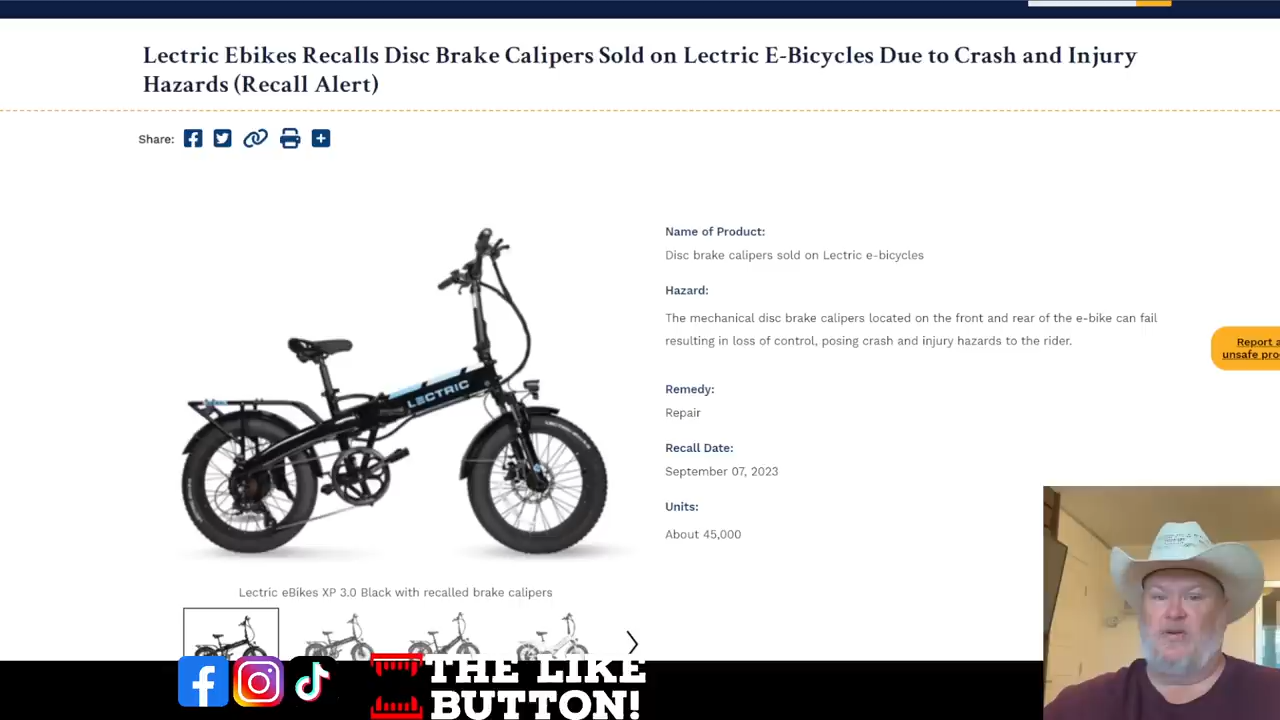 Lectric Ebikes Recalls Disc Brake Calipers Sold on Lectric E-Bicycles Due to Crash and Injury
Hazards (Recall Alert)
Share:
Name of Product:
Disc brake calipers sold on Lectric e-bicycles
Hazard:
The mechanical disc brake calipers located on the front and rear of the e-bike can fail
resulting in loss of control, posing crash and injury hazards to the rider.
Report a
unsafe pro
Remedy:
Repair
LECTRIC
Recall Date:
September 07, 2023
Units:
About 45,000
Lectric eBikes XP 3.0 Black with recalled brake calipers
THE LIKE
BUTTON!